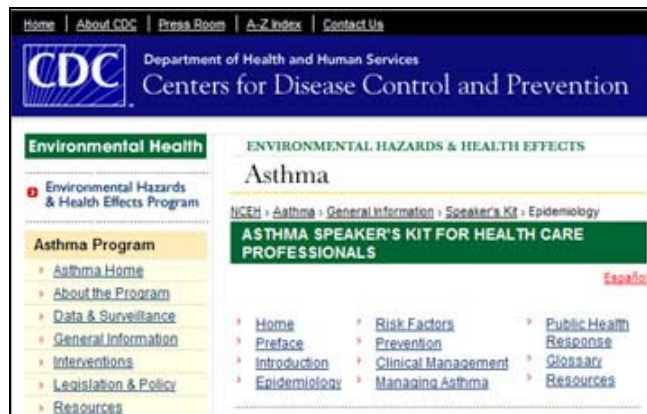 Home | About CDC | Press Room | A-Z Index | Contact Us
CDC
Department of Health and Human Services
Centers for Disease Control and Prevention
Environmental Health
Environmental Hazards
& Health Effects Program
Asthma Program
Asthma Home
About the Program
Data & Surveillance
General Information
Interventions
Legislation & Policy
Resources
ENVIRONMENTAL HAZARDS & HEALTH EFFECTS
Asthma
NCEH › Asthma › General Information › Speaker's Kit › Epidemiology
ASTHMA SPEAKER'S KIT FOR HEALTH CARE
PROFESSIONALS
Español
Home
Preface
Introduction
Epidemiology
Risk Factors
Prevention
Clinical Management
Managing Asthma
Public Health
Response
Glossary
Resources